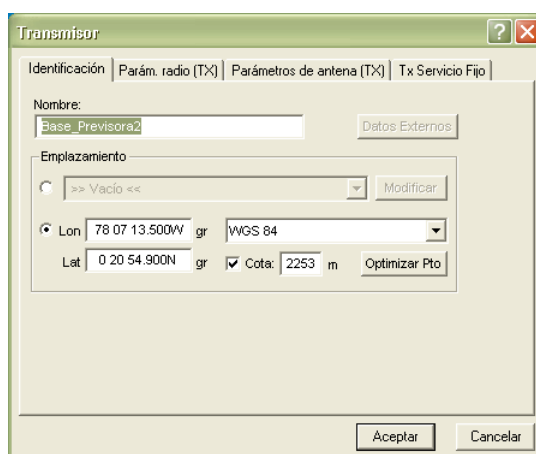 Transmisor
Identificación Parám. radio (TX) Parámetros de antena (TX) Tx Servicio Fijo
Nombre:
Base_Previsora2 Datos Externos
Emplazamiento
>> Vacío << Modificar
Lon 78 07 13.500W gr WGS 84
Lat 0 20 54.900N gr Cota: 2253 m Optimizar Pto
Aceptar Cancelar